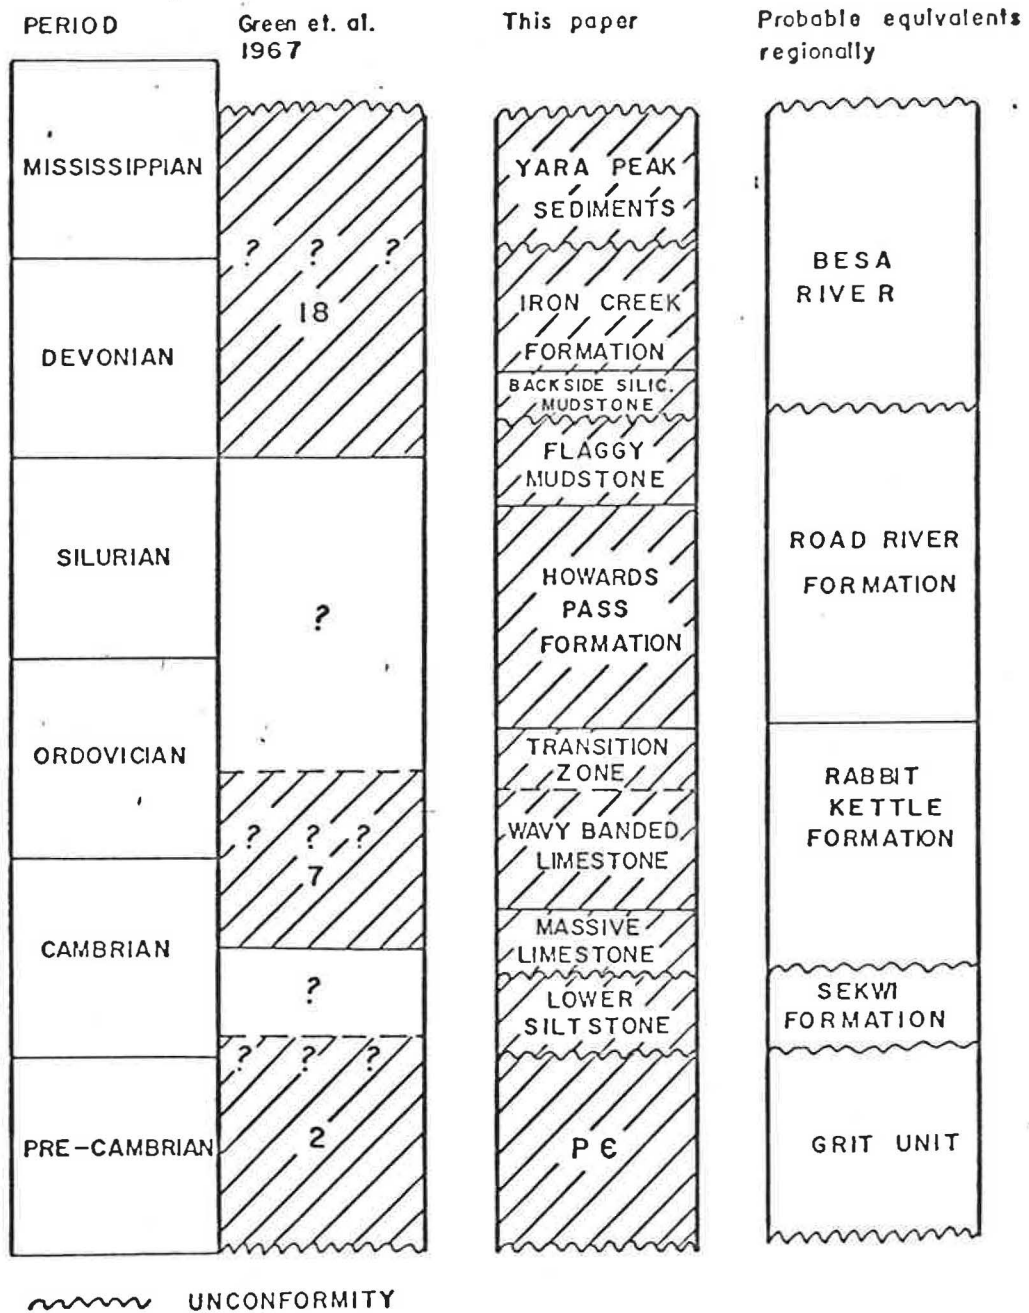 PERIOD
Green et. al.
1967
This paper
Probable equivalents
regionally
MISSISSIPPIAN
DEVONIAN
SILURIAN
ORDOVICIAN
CAMBRIAN
PRE-CAMBRIAN
? ? ?
18
?
? ? ?
7
?
? ? ?
2
YARA PEAK
SEDIMENTS
IRON CREEK
FORMATION
BACKSIDE SILIC.
MUDSTONE
FLAGGY
MUDSTONE
HOWARDS
PASS
FORMATION
TRANSITION
ZONE
WAVY BANDED
LIMESTONE
MASSIVE
LIMESTONE
LOWER
SILTSTONE
P Є
BESA
RIVER
ROAD RIVER
FORMATION
RABBIT
KETTLE
FORMATION
SEKWI
FORMATION
GRIT UNIT
UNCONFORMITY